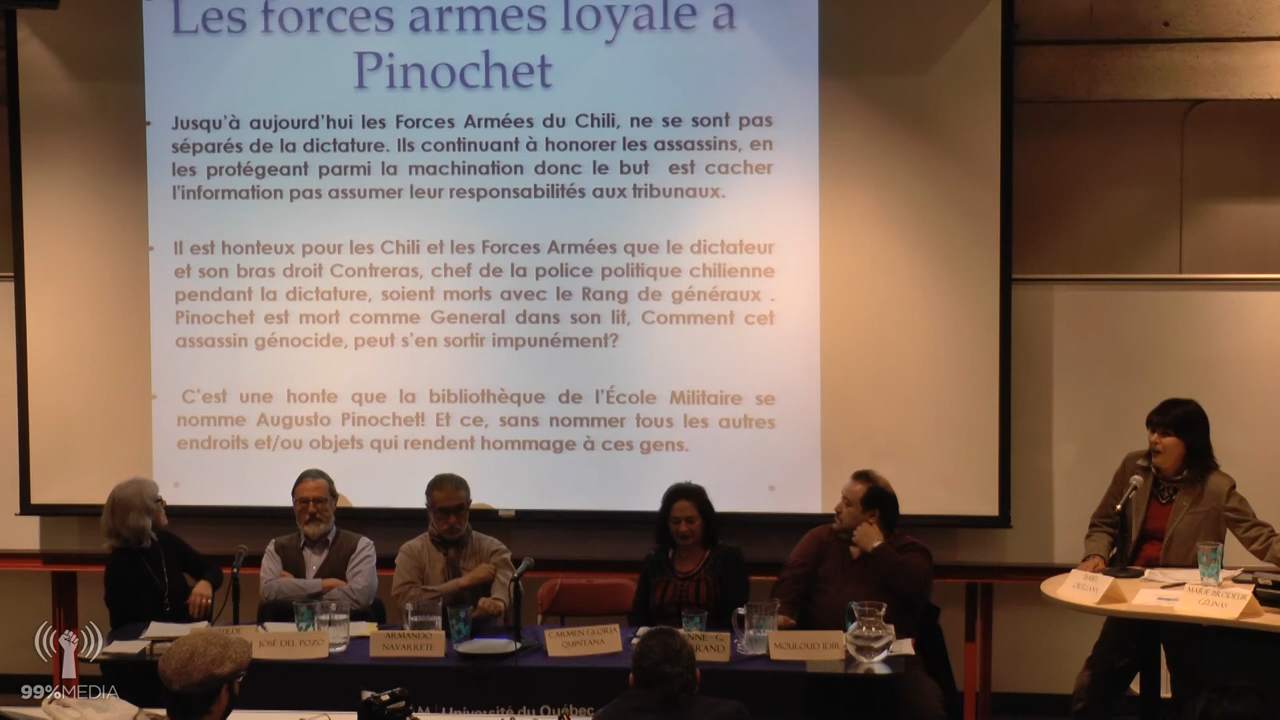 Les forces armés loyale à
Pinochet
Jusqu'à aujourd'hui les Forces Armées du Chili, ne se sont pas
séparés de la dictature. Ils continuant à honorer les assassins, en
les protégeant parmi la machination donc le but est cacher
l'information pas assumer leur responsabilités aux tribunaux.
Il est honteux pour les Chili et les Forces Armées que le dictateur
et son bras droit Contreras, chef de la police politique chilienne
pendant la dictature, soient morts avec le Rang de généraux .
Pinochet est mort comme General dans son lit, Comment cet
assassin génocide, peut s'en sortir impunément?
C'est une honte que la bibliothèque de l'École Militaire se
nomme Augusto Pinochet! Et ce, sans nommer tous les autres
endroits et/ou objets qui rendent hommage à ces gens.
JOSÉ DEL POZO
ARMANDO
NAVARRETE
CARMEN GLORIA
QUINTANA
MOULOUD IDIR
ORELLANA
MARIE BRODEUR
GÉLINAS
99%MEDIA
Université du Québec